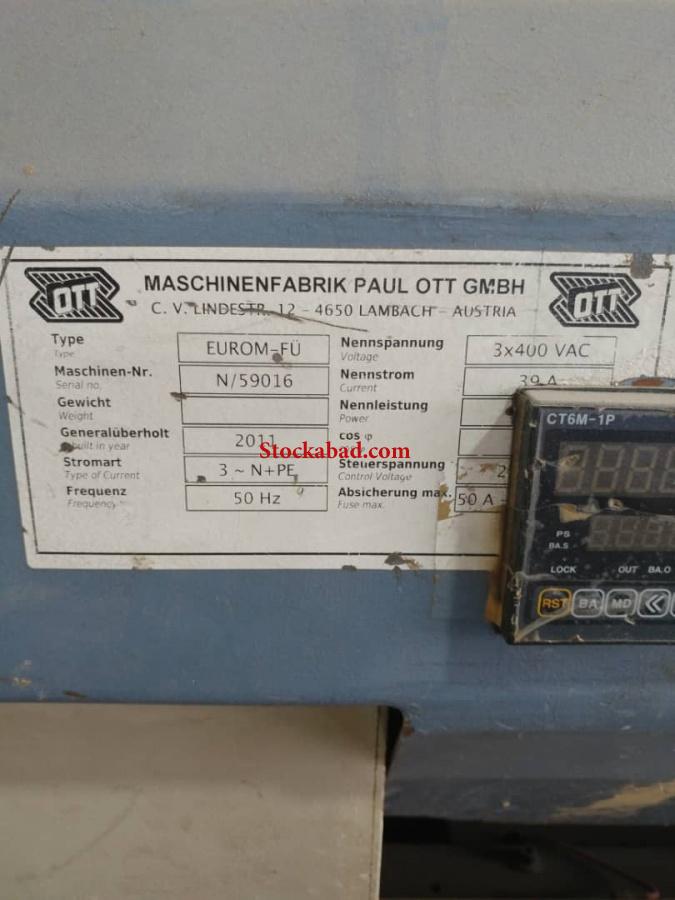 OTT
MASCHINENFABRIK PAUL OTT GMBH
C. V. LINDESTR. 12 - 4650 LAMBACH - AUSTRIA
OTT
Type EUROM-FÜ
Type
Maschinen-Nr. N/59016
Serial no.
Gewicht
Weight
Generalüberholt 2011
built in year
Stromart 3 ~ N+PE
Type of Current
Frequenz 50 Hz
Frequency
Nennspannung 3x400 VAC
Voltage
Nennstrom 39 A
Current
Nennleistung
Power
cos φ
Steuerspannung
Control Voltage
Absicherung max. 50 A
Fuse max.
Stockabad.com
CT6M-1P
PS
BA.S
LOCK OUT BA.O
RST BA MD